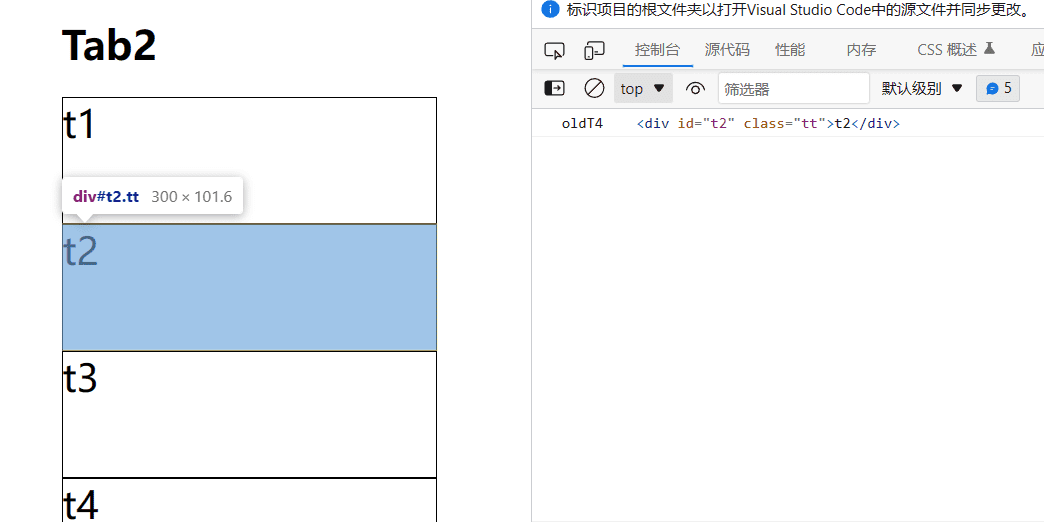 Tab2
t1
div#t2.tt 300 × 101.6
t2
t3
t4
标识项目的根文件夹以打开Visual Studio Code中的源文件并同步更改。
控制台 源代码 性能 内存 CSS 概述 应
top 筛选器 默认级别 5
oldT4 <div id="t2" class="tt">t2</div>